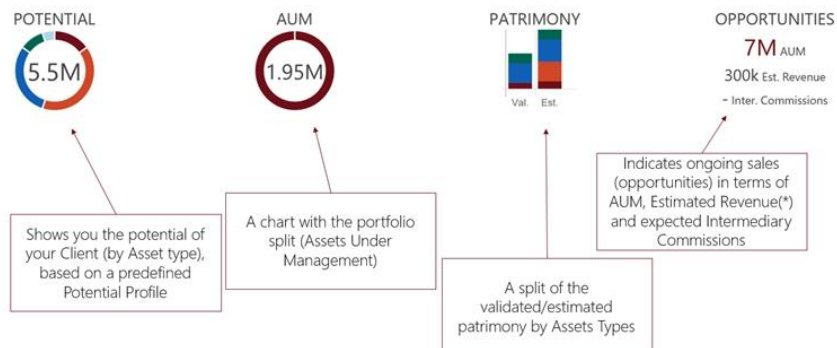 POTENTIAL
AUM
PATRIMONY
OPPORTUNITIES
5.5M
1.95M
Val.
Est.
7M AUM
300k Est. Revenue
- Inter. Commissions
Shows you the potential of
your Client (by Asset type),
based on a predefined
Potential Profile
A chart with the portfolio
split (Assets Under
Management)
A split of the
validated/estimated
patrimony by Assets Types
Indicates ongoing sales
(opportunities) in terms of
AUM, Estimated Revenue(*)
and expected Intermediary
Commissions